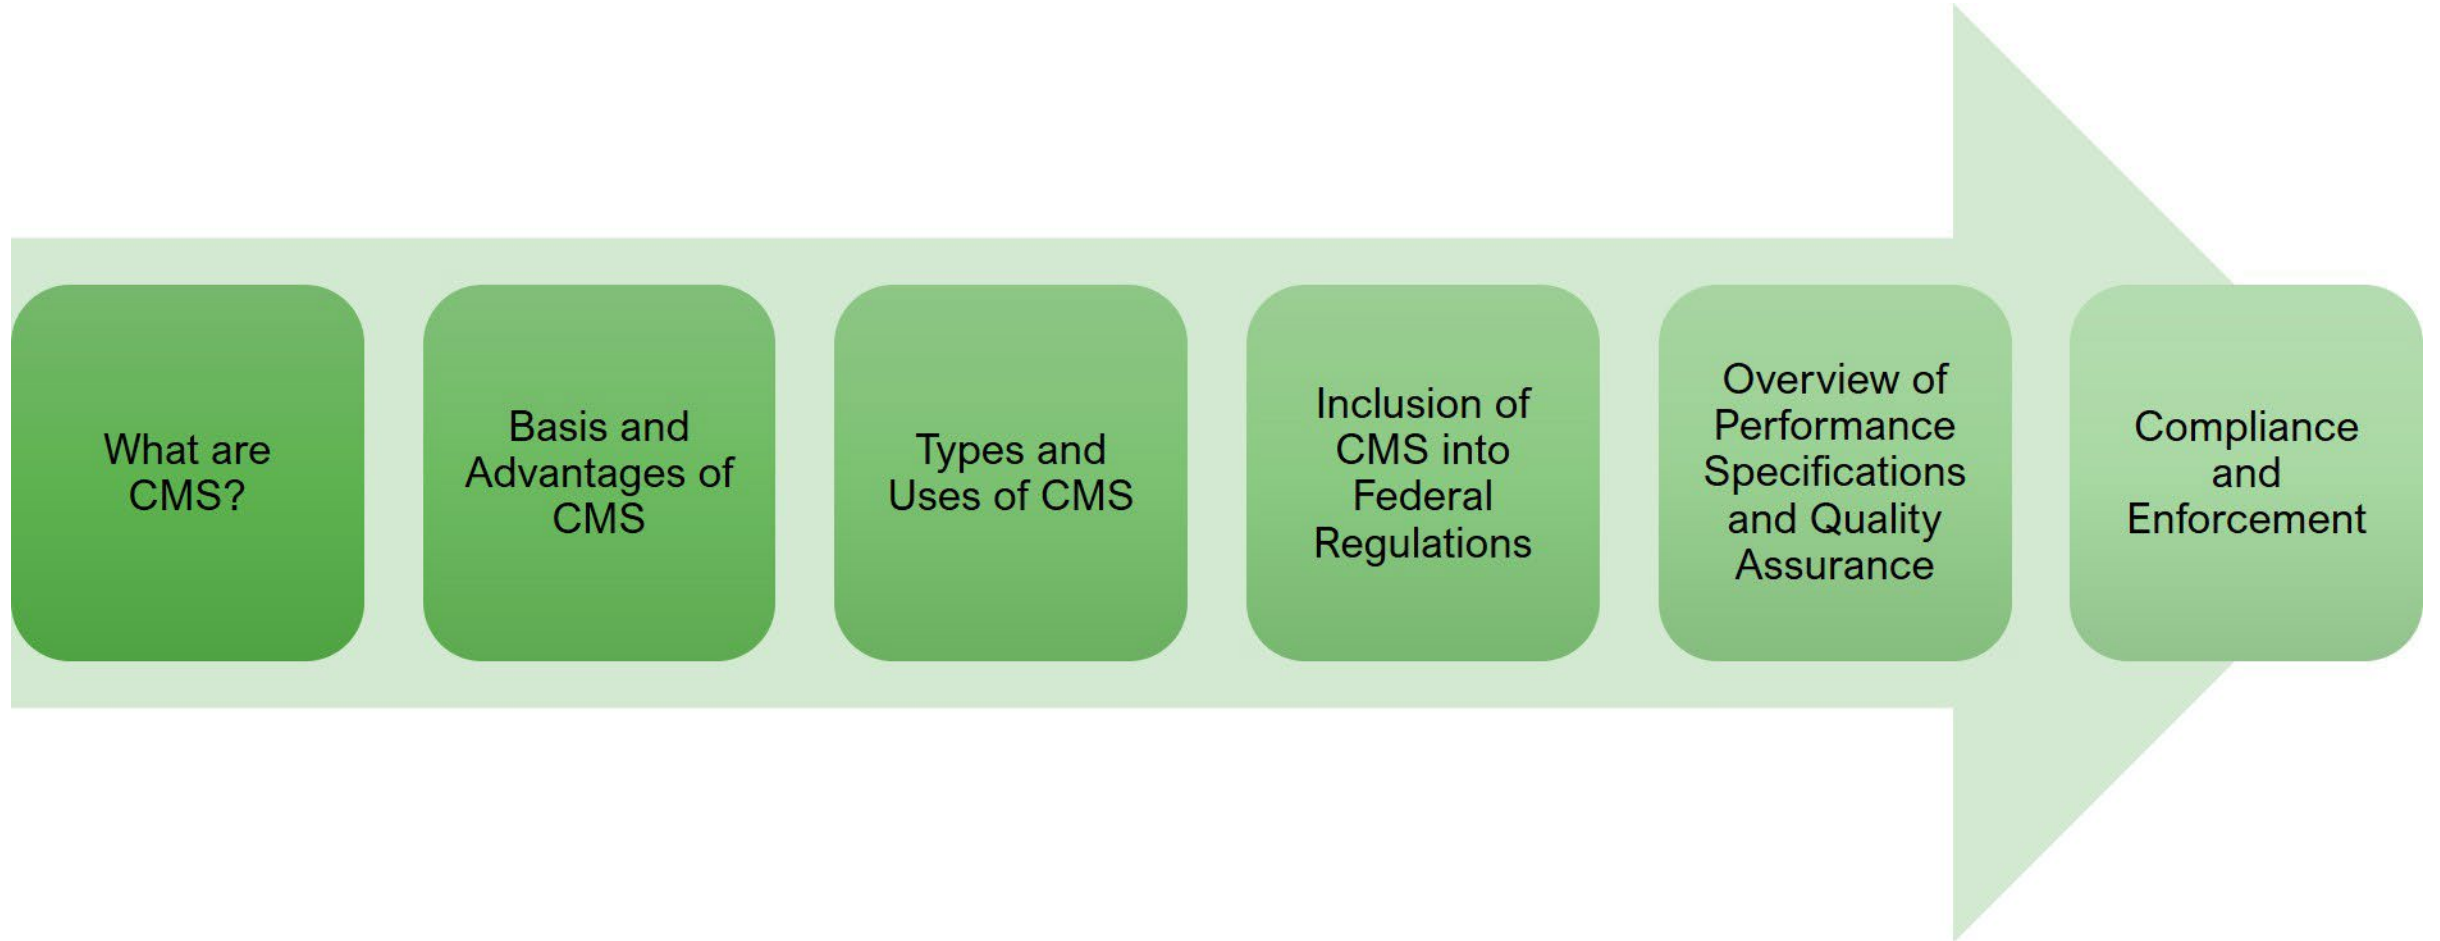 What are
CMS?
Basis and
Advantages of
CMS
Types and
Uses of CMS
Inclusion of
CMS into
Federal
Regulations
Overview of
Performance
Specifications
and Quality
Assurance
Compliance
and
Enforcement